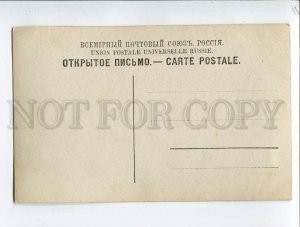 ВСЕМІРНЫЙ ПОЧТОВЫЙ СОЮЗЪ. РОССІЯ.
UNION POSTALE UNIVERSELLE RUSSIE.
ОТКРЫТОЕ ПИСЬМО.— CARTE POSTALE.
NOT FOR COPY